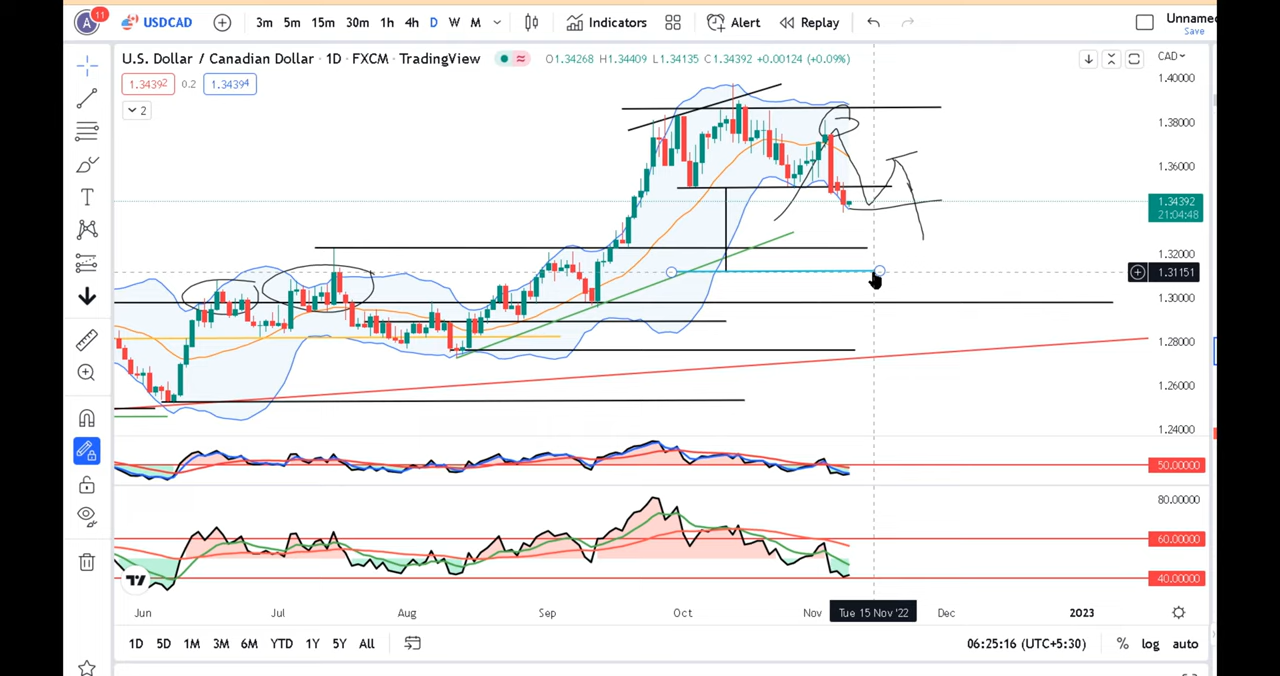 A 11 USDCAD 3m 5m 15m 30m 1h 4h D W M Indicators Alert Replay Unname
Save
U.S. Dollar / Canadian Dollar · 1D · FXCM · TradingView O1.34268 H1.34409 L1.34135 C1.34392 +0.00124 (+0.09%) CAD
1.34392 0.2 1.34394
2
1.40000
1.38000
1.36000
1.34392
21:04:48
1.32000
1.31151
1.30000
1.28000
1.26000
1.24000
50.00000
80.00000
60.00000
40.00000
Jun Jul Aug Sep Oct Nov Tue 15 Nov '22 Dec 2023
1D 5D 1M 3M 6M YTD 1Y 5Y All 06:25:16 (UTC+5:30) % log auto